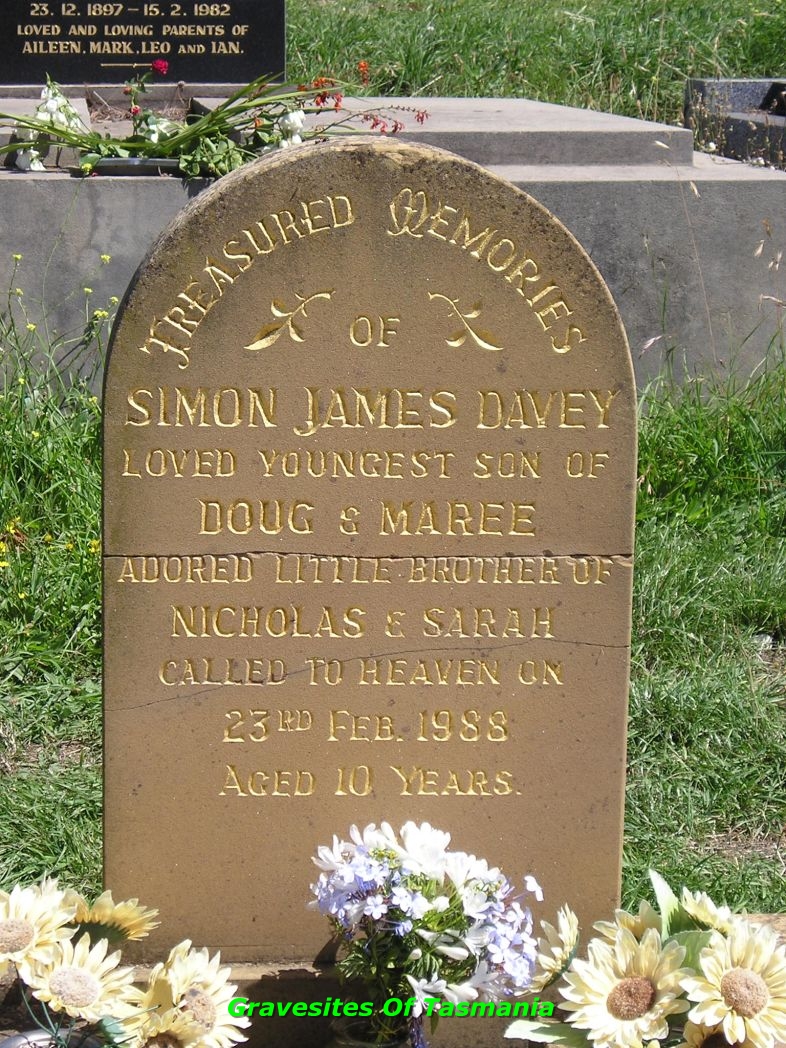 23. 12. 1897 – 15. 2. 1982
LOVED AND LOVING PARENTS OF
AILEEN, MARK, LEO AND IAN.
TREASURED MEMORIES
OF
SIMON JAMES DAVEY
LOVED YOUNGEST SON OF
DOUG & MAREE
ADORED LITTLE BROTHER OF
NICHOLAS & SARAH
CALLED TO HEAVEN ON
23RD FEB. 1988
AGED 10 YEARS.
Gravesites Of Tasmania